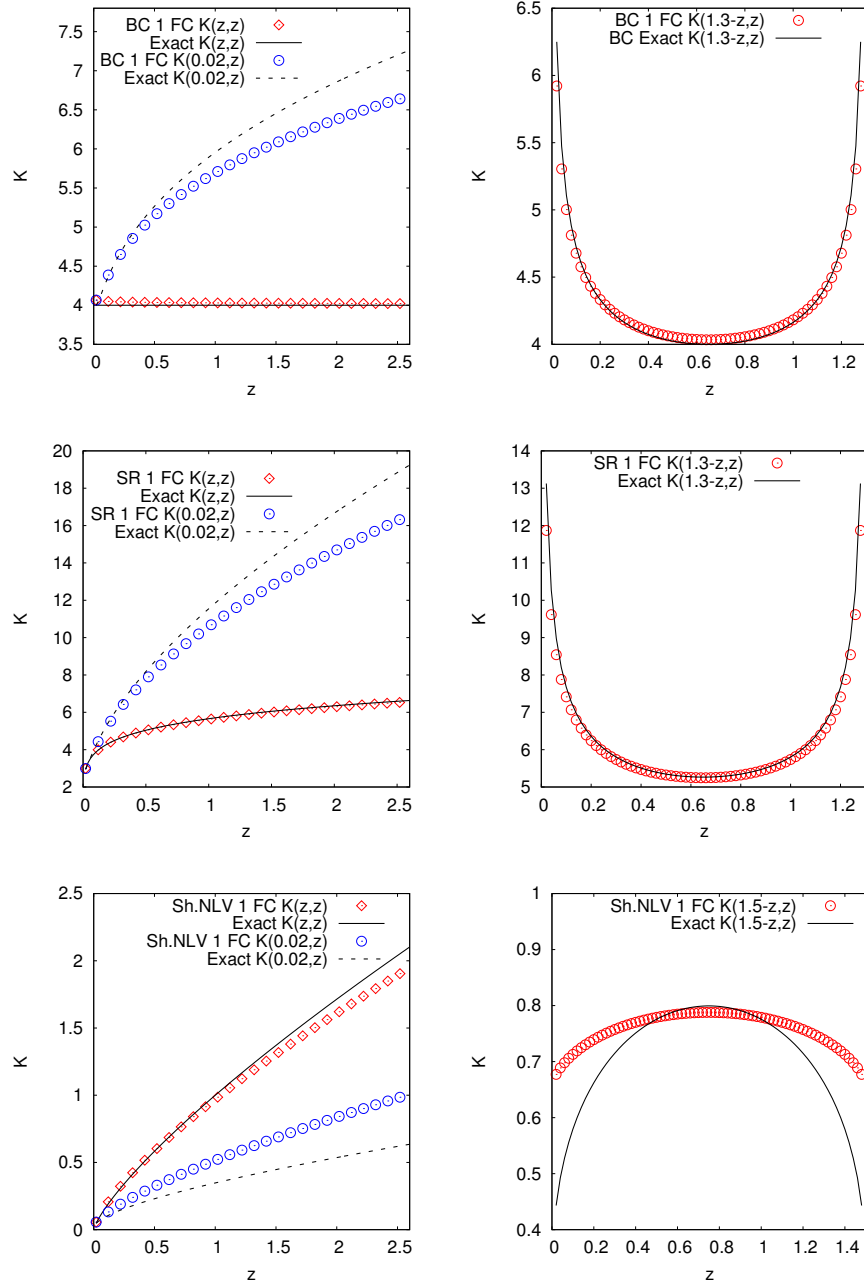 BC 1 FC K(z,z)
Exact K(z,z)
BC 1 FC K(0.02,z)
Exact K(0.02,z)
K
7.5
7
6.5
6
5.5
5
4.5
4
3.5
0 0.5 1 1.5 2 2.5
z
BC 1 FC K(1.3-z,z)
BC Exact K(1.3-z,z)
K
6.5
6
5.5
5
4.5
4
0 0.2 0.4 0.6 0.8 1 1.2
z
SR 1 FC K(z,z)
Exact K(z,z)
SR 1 FC K(0.02,z)
Exact K(0.02,z)
K
20
18
16
14
12
10
8
6
4
2
0 0.5 1 1.5 2 2.5
z
SR 1 FC K(1.3-z,z)
Exact K(1.3-z,z)
K
14
13
12
11
10
9
8
7
6
5
0 0.2 0.4 0.6 0.8 1 1.2
z
Sh.NLV 1 FC K(z,z)
Exact K(z,z)
Sh.NLV 1 FC K(0.02,z)
Exact K(0.02,z)
K
2.5
2
1.5
1
0.5
0
0 0.5 1 1.5 2 2.5
z
Sh.NLV 1 FC K(1.5-z,z)
Exact K(1.5-z,z)
K
1
0.9
0.8
0.7
0.6
0.5
0.4
0 0.2 0.4 0.6 0.8 1 1.2 1.4
z